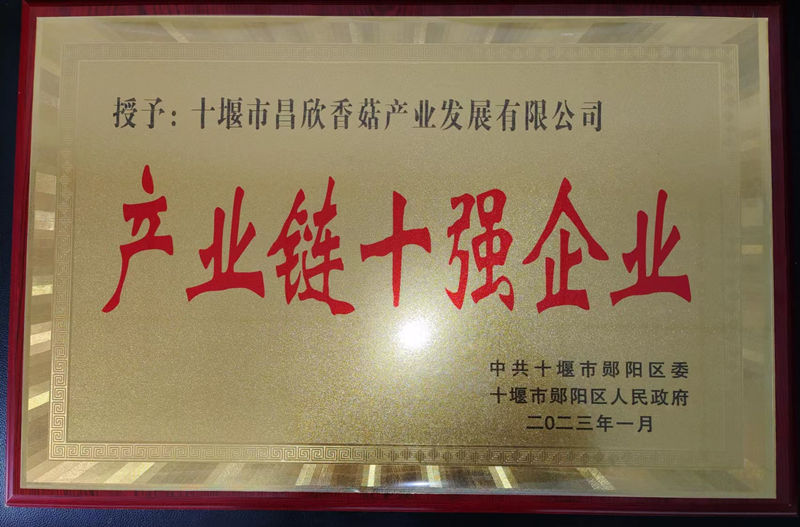 授予：十堰市昌欣香菇产业发展有限公司
产业链十强企业
中共十堰市郧阳区委
十堰市郧阳区人民政府
二〇二三年一月